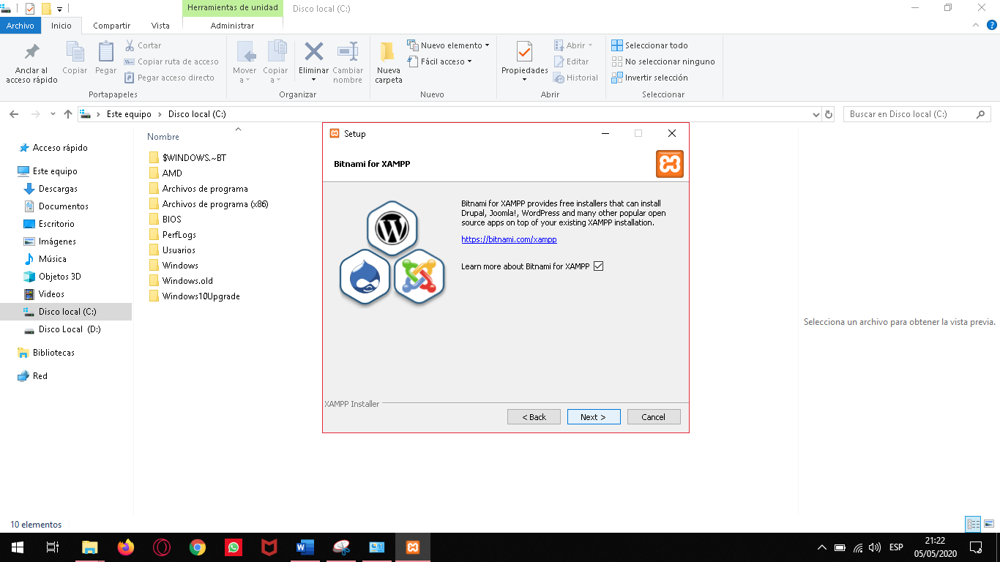 Herramientas de unidad
Disco local (C:)
Archivo
Inicio
Compartir
Vista
Administrar
Anclar al
acceso rápido
Copiar
Pegar
Cortar
Copiar ruta de acceso
Pegar acceso directo
Portapapeles
Mover
a
Copiar
a
Eliminar
Cambiar
nombre
Organizar
Nueva
carpeta
Nuevo elemento
Fácil acceso
Nuevo
Propiedades
Abrir
Editar
Historial
Abrir
Seleccionar todo
No seleccionar ninguno
Invertir selección
Seleccionar
Este equipo > Disco local (C:)
Buscar en Disco local (C:)
Nombre
Acceso rápido
Este equipo
Descargas
Documentos
Escritorio
Imágenes
Música
Objetos 3D
Videos
Disco local (C:)
Disco Local (D:)
Bibliotecas
Red
$WINDOWS.~BT
AMD
Archivos de programa
Archivos de programa (x86)
BIOS
PerfLogs
Usuarios
Windows
Windows.old
Windows10Upgrade
Setup
Bitnami for XAMPP
Bitnami for XAMPP provides free installers that can install
Drupal, Joomla!, WordPress and many other popular open
source apps on top of your existing XAMPP installation.
https://bitnami.com/xampp
Learn more about Bitnami for XAMPP
XAMPP Installer
< Back
Next >
Cancel
Selecciona un archivo para obtener la vista previa.
10 elementos
ESP
21:22
05/05/2020